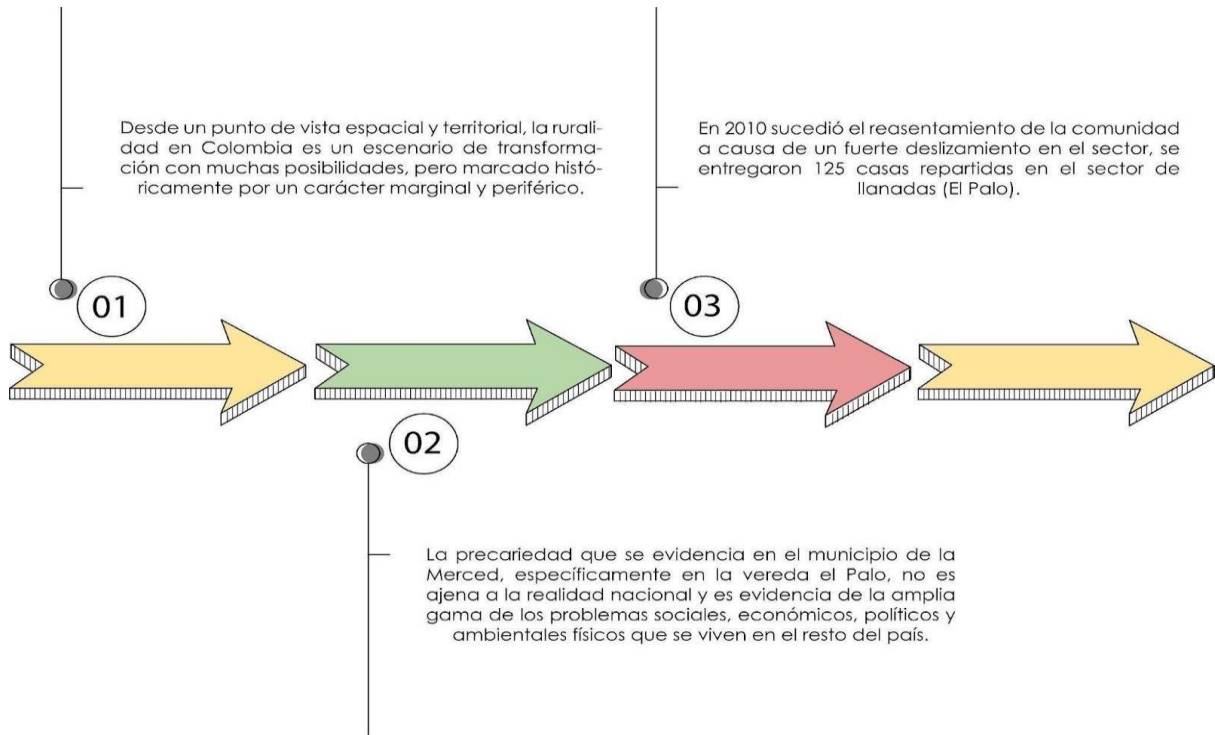 Desde un punto de vista espacial y territorial, la rurali-
dad en Colombia es un escenario de transforma-
ción con muchas posibilidades, pero marcado histó-
ricamente por un carácter marginal y periférico.
01
02
La precariedad que se evidencia en el municipio de la
Merced, específicamente en la vereda el Palo, no es
ajena a la realidad nacional y es evidencia de la amplia
gama de los problemas sociales, económicos, políticos y
ambientales físicos que se viven en el resto del país.
En 2010 sucedió el reasentamiento de la comunidad
a causa de un fuerte deslizamiento en el sector, se
entregaron 125 casas repartidas en el sector de
llanadas (El Palo).
03